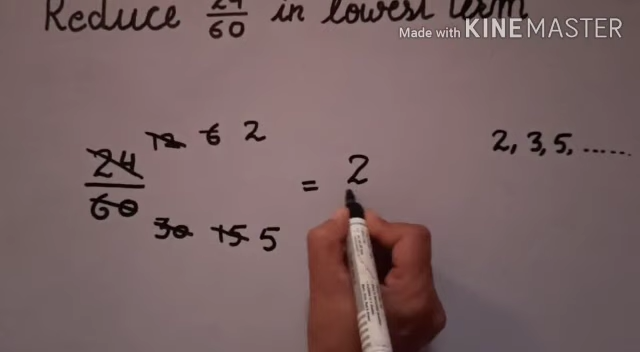 Reduce 24/60 in lowest term
Made with KINEMASTER
12 6 2
24/60 = 2
30 15 5
2, 3, 5, ......